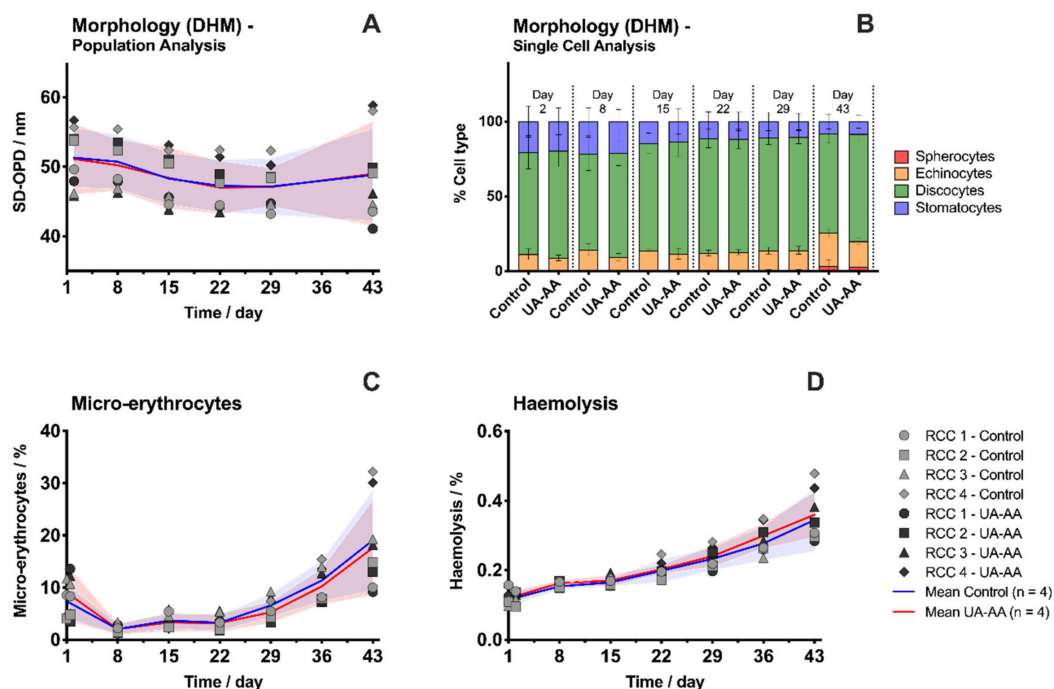 Morphology (DHM) -
Population Analysis
A
SD-OPD / nm
60
50
40
1 8 15 22 29 36 43
Time / day
Morphology (DHM) -
Single Cell Analysis
B
% Cell type
100
50
0
Day
2
Day
8
Day
15
Day
22
Day
29
Day
43
Control UA-AA Control UA-AA Control UA-AA Control UA-AA Control UA-AA Control UA-AA
Spherocytes
Echinocytes
Discocytes
Stomatocytes
C
Micro-erythrocytes
Micro-erythrocytes / %
40
30
20
10
0
1 8 15 22 29 36 43
Time / day
D
Haemolysis
Haemolysis / %
0.6
0.4
0.2
0.0
1 8 15 22 29 36 43
Time / day
RCC 1 - Control
RCC 2 - Control
RCC 3 - Control
RCC 4 - Control
RCC 1 - UA-AA
RCC 2 - UA-AA
RCC 3 - UA-AA
RCC 4 - UA-AA
Mean Control (n = 4)
Mean UA-AA (n = 4)